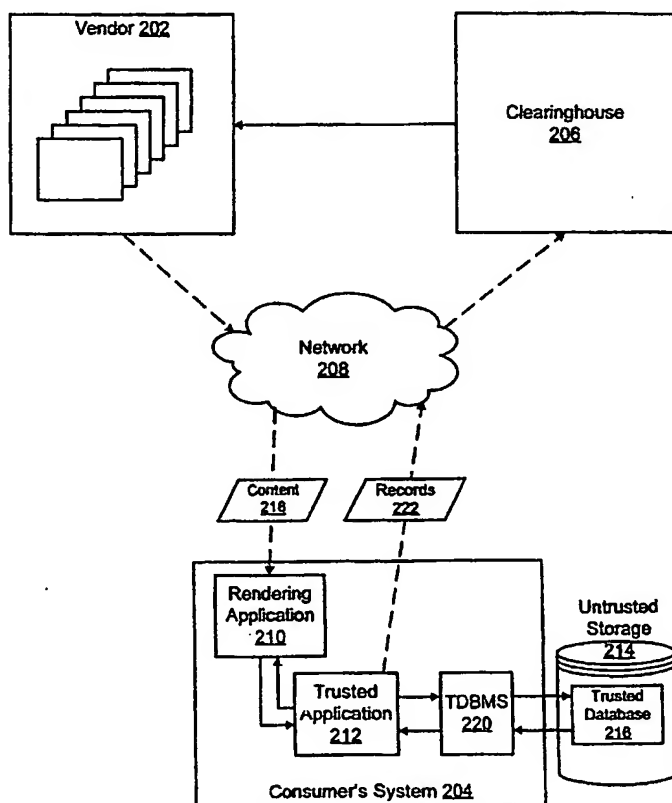 Vendor 202
Clearinghouse
206
Network
208
Content
218
Records
222
Rendering
Application
210
Trusted
Application
212
TDBMS
220
Untrusted
Storage
214
Trusted
Database
216
Consumer's System 204